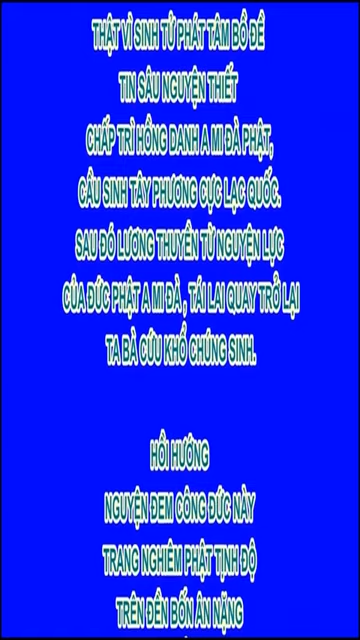 THẬT VÌ SINH TỬ PHÁT TÂM BỒ ĐỀ
TIN SÂU NGUYỆN THIẾT
CHẤP TRÌ HỒNG DANH A MI ĐÀ PHẬT,
CẦU SINH TÂY PHƯƠNG CỰC LẠC QUỐC.
SAU ĐÓ LƯƠNG THUYỀN TỪ NGUYỆN LỰC
CỦA ĐỨC PHẬT A MI ĐÀ , TÁI LAI QUAY TRỞ LẠI
TA BÀ CỨU KHỔ CHÚNG SINH.
HỒI HƯỚNG
NGUYỆN ĐEM CÔNG ĐỨC NÀY
TRANG NGHIÊM PHẬT TỊNH ĐỘ
TRÊN ĐỀN BỐN ÂN NẶNG